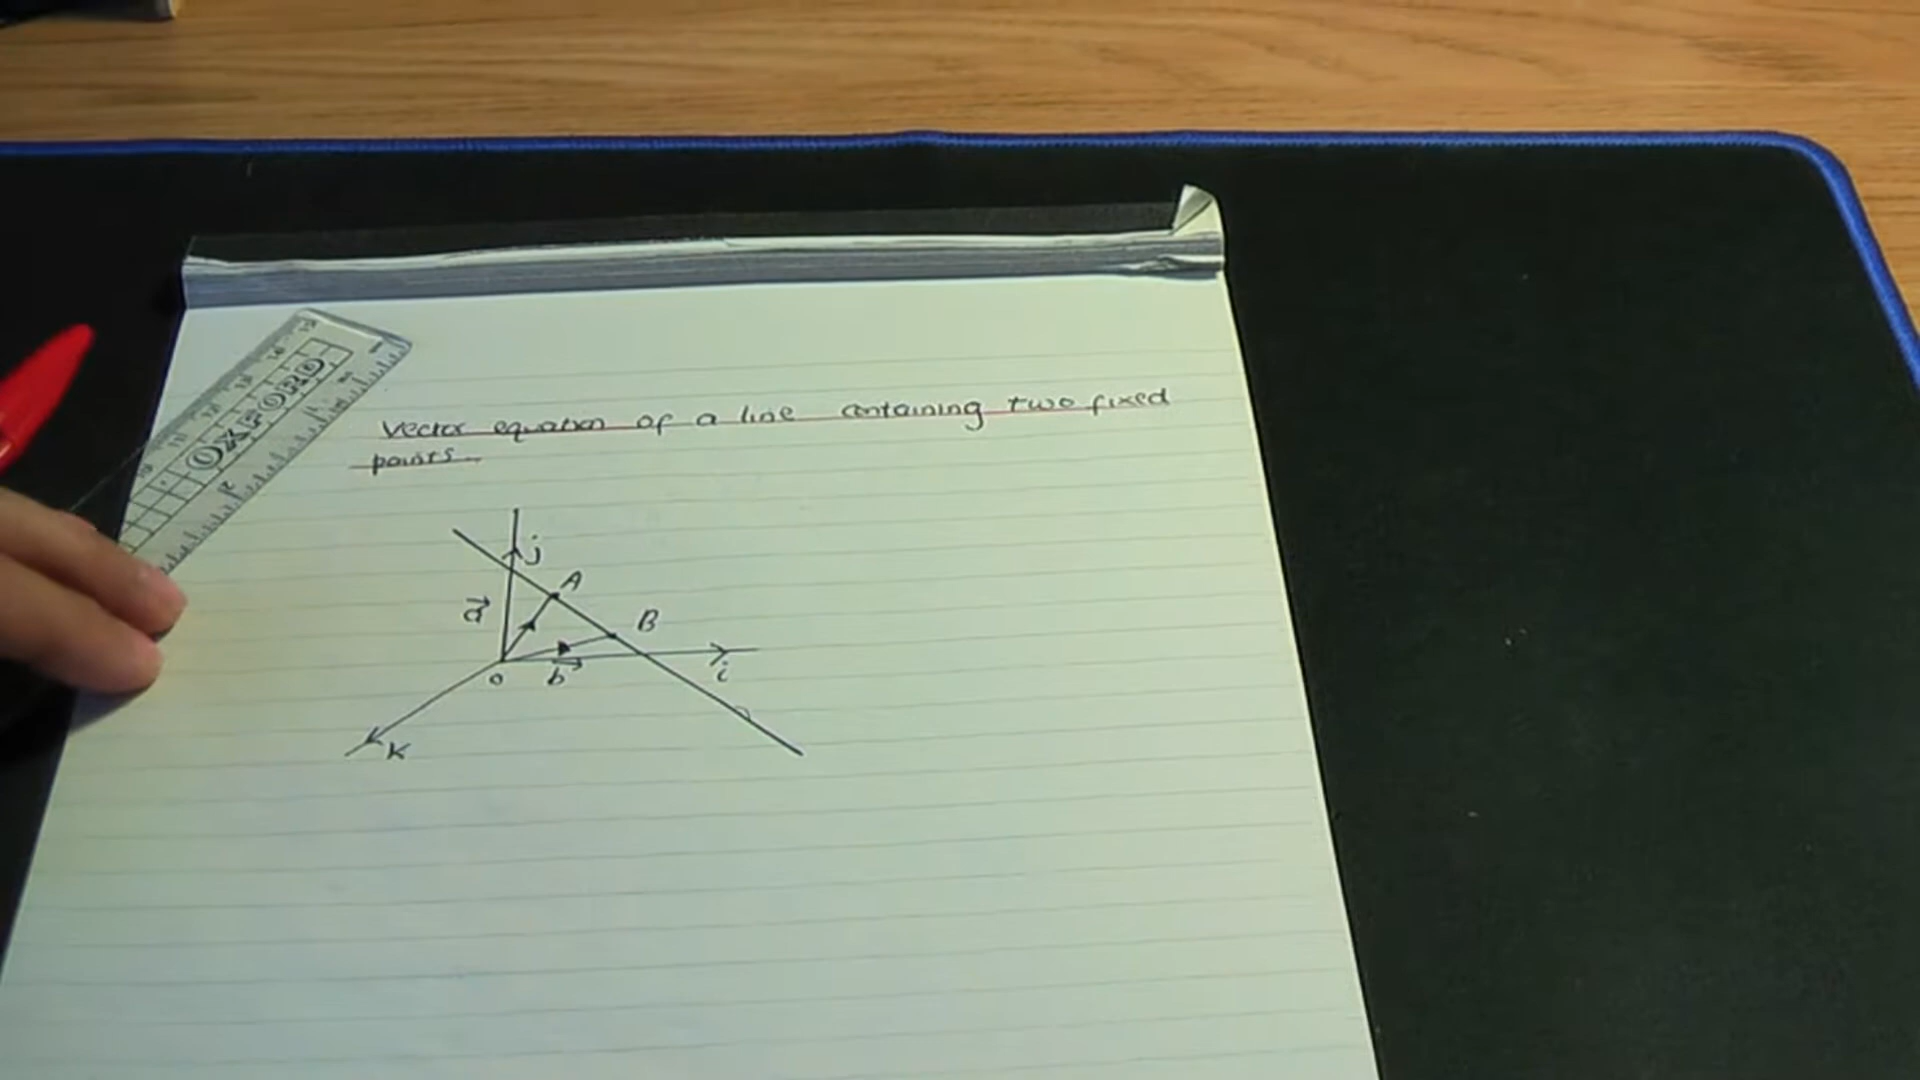 OXFORD
Vector equation of a line containing two fixed
points
j
A
a
B
o
b
i
K